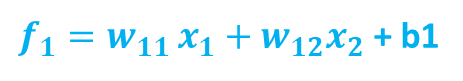 f₁ = w₁₁ x₁ + w₁₂x₂ + b1